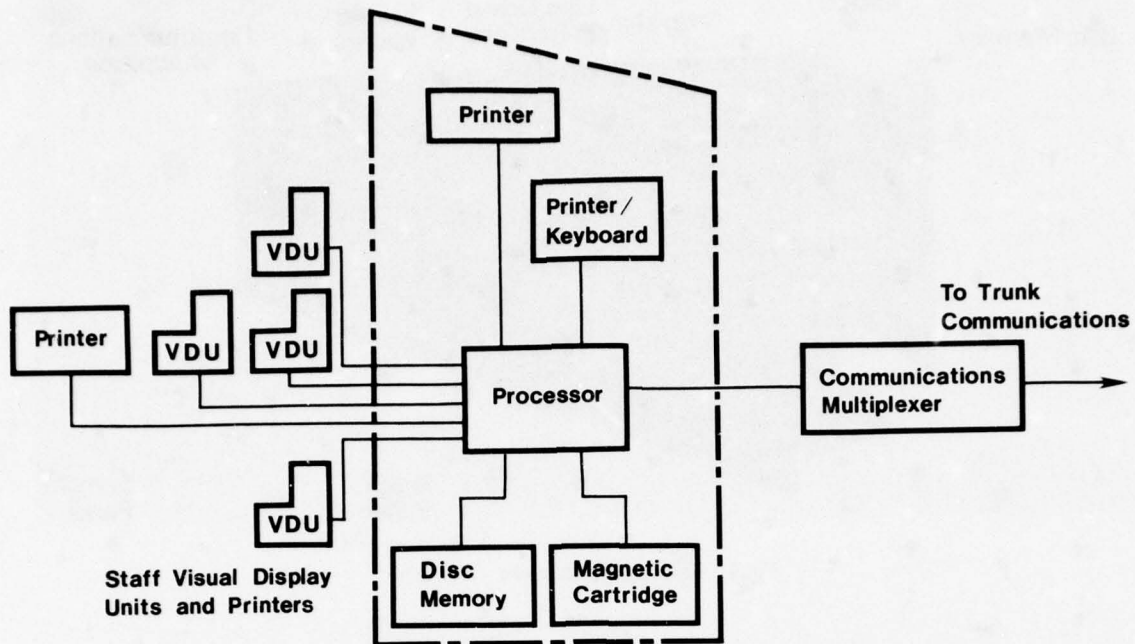 Printer
Printer/
Keyboard
VDU
Printer
VDU
VDU
Processor
To Trunk
Communications
Communications
Multiplexer
VDU
Staff Visual Display
Units and Printers
Disc
Memory
Magnetic
Cartridge